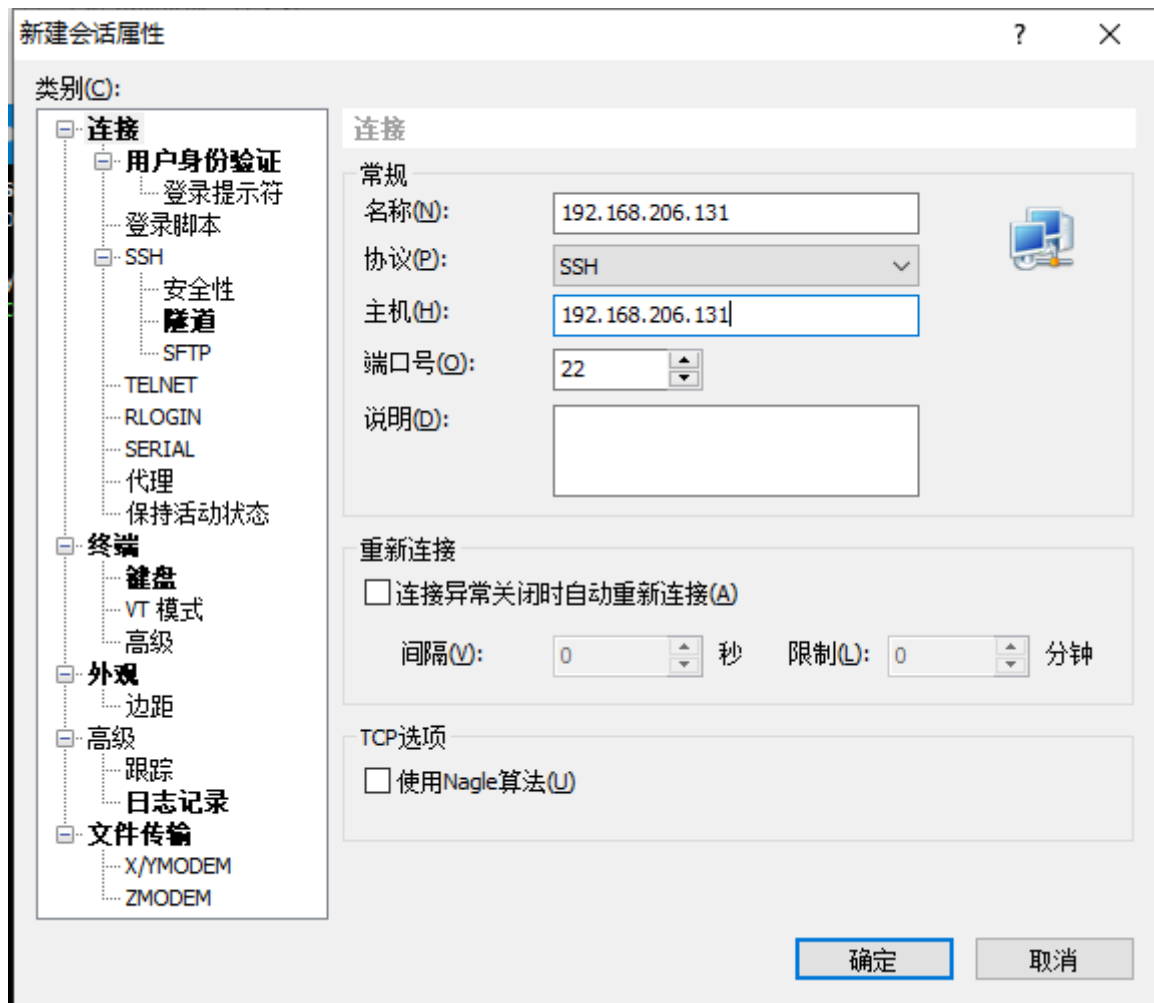 新建会话属性
类别(C):
连接
用户身份验证
登录提示符
登录脚本
SSH
安全性
隧道
SFTP
TELNET
RLOGIN
SERIAL
代理
保持活动状态
终端
键盘
VT 模式
高级
外观
边距
高级
跟踪
日志记录
文件传输
X/YMODEM
ZMODEM
连接
常规
名称(N): 192.168.206.131
协议(P): SSH
主机(H): 192.168.206.131
端口号(O): 22
说明(D):
重新连接
连接异常关闭时自动重新连接(A)
间隔(V): 0 秒 限制(L): 0 分钟
TCP选项
使用Nagle算法(U)
确定 取消